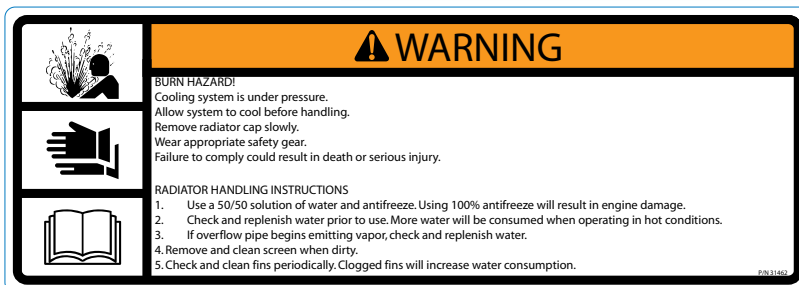 WARNING
BURN HAZARD!
Cooling system is under pressure.
Allow system to cool before handling.
Remove radiator cap slowly.
Wear appropriate safety gear.
Failure to comply could result in death or serious injury.
RADIATOR HANDLING INSTRUCTIONS
1. Use a 50/50 solution of water and antifreeze. Using 100% antifreeze will result in engine damage.
2. Check and replenish water prior to use. More water will be consumed when operating in hot conditions.
3. If overflow pipe begins emitting vapor, check and replenish water.
4. Remove and clean screen when dirty.
5. Check and clean fins periodically. Clogged fins will increase water consumption.
P/N 31462